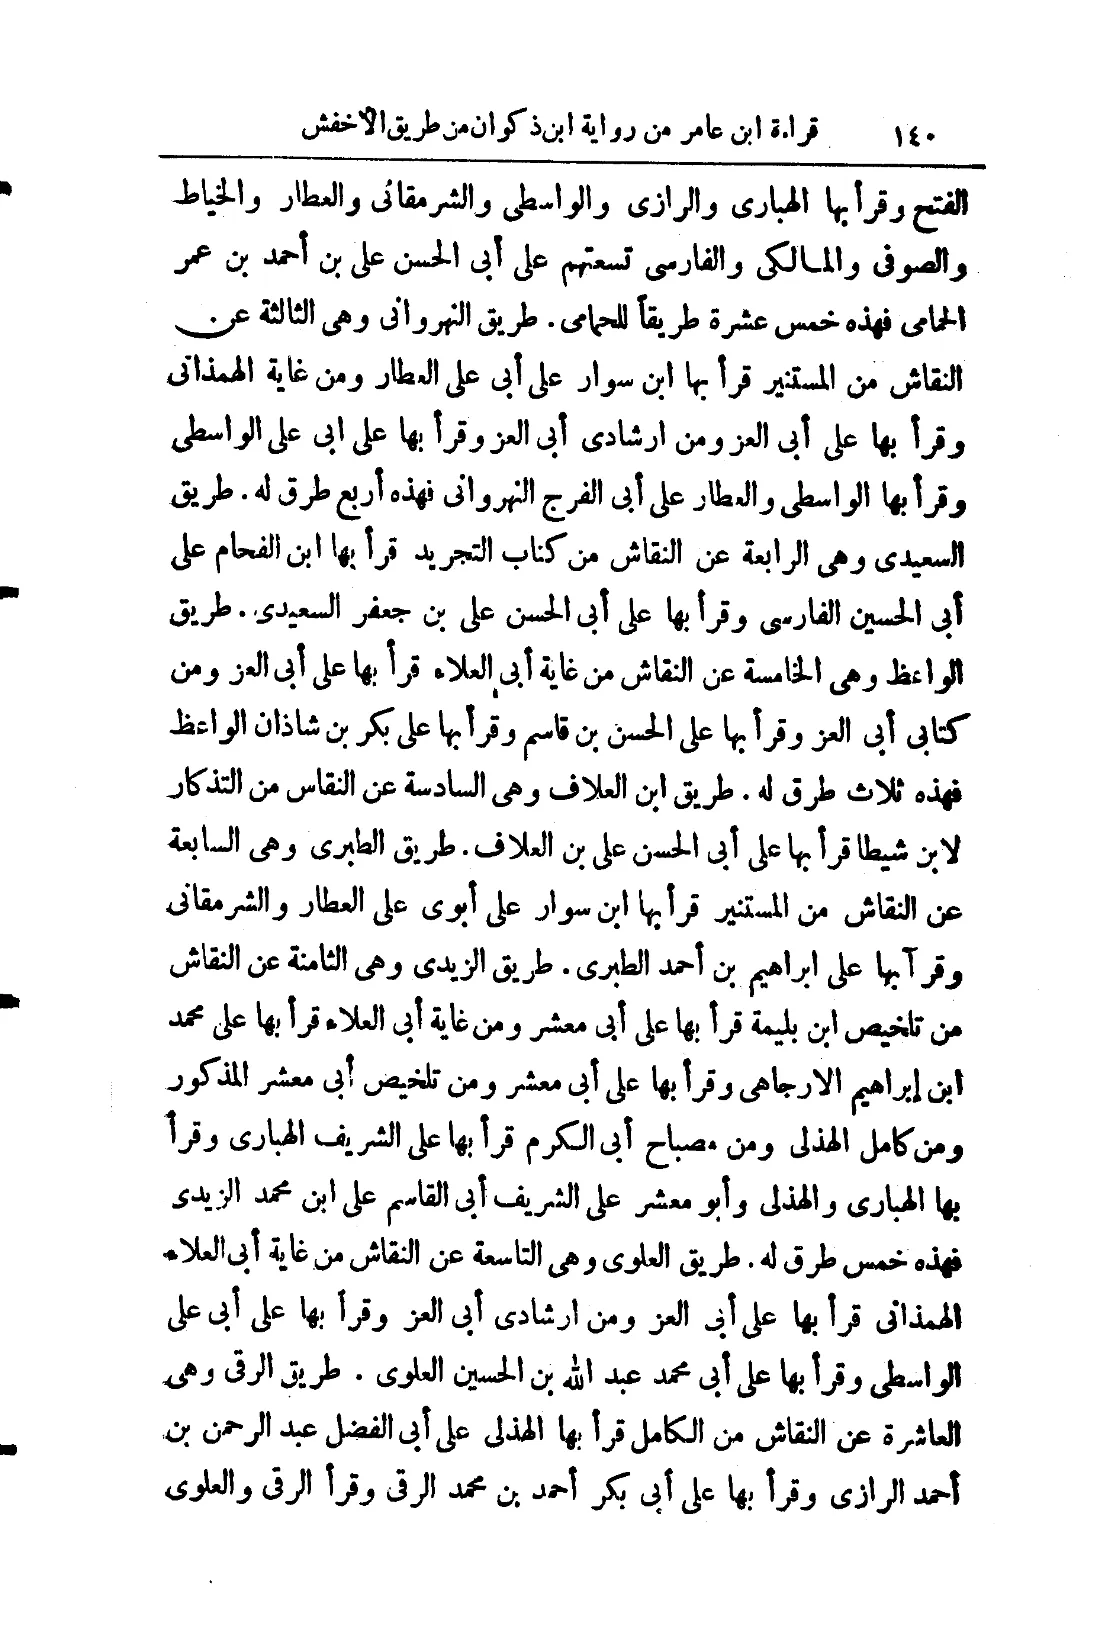 ١٤٠ قراءة ابن عامر من رواية ابن ذكوان من طريق الأخفش
الفتح وقرأ بها الهبارى والرازى والواسطى والشرمقانى والعطار والخياط
والصوفى والمالكى والفارسى تسعتهم على أبى الحسن على بن أحمد بن عمر
الحمامى فهذه خمس عشرة طريقاً للحمامى. طريق النهروانى وهى الثالثة عن
النقاش من المستنير قرأ بها ابن سوار على أبى على العطار ومن غاية الهمذانى
وقرأ بها على أبى العز ومن ارشادى أبى العز وقرأ بها على ابى على الواسطى
وقرأ بها الواسطى والعطار على أبى الفرج النهروانى فهذه أربع طرق له. طريق
السعيدى وهى الرابعة عن النقاش من كتاب التجريد قرأ بها ابن الفحام على
أبى الحسين الفارسى وقرأ بها على أبى الحسن على بن جعفر السعيدى. طريق
الواعظ وهى الخامسة عن النقاش من غاية أبى العلاء قرأ بها على أبى العز ومن
كتابى أبى العز وقرأ بها على الحسن بن قاسم وقرأ بها على بكر بن شاذان الواعظ
فهذه ثلاث طرق له. طريق ابن العلاف وهى السادسة عن النقاس من التذكار
لابن شيطا قرأ بها على أبى الحسن على بن العلاف. طريق الطبرى وهى السابعة
عن النقاش من المستنير قرأ بها ابن سوار على أبوى على العطار والشرمقانى
وقرآ بها على ابراهيم بن أحمد الطبرى. طريق الزيدى وهى الثامنة عن النقاش
من تلخيص ابن بليمة قرأ بها على أبى معشر ومن غاية أبى العلاء قرأ بها على محمد
ابن إبراهيم الارجاهى وقرأ بها على أبى معشر ومن تلخيص أبى معشر المذكور
ومن كامل الهذلى ومن مصباح أبى الكرم قرأ بها على الشريف الهبارى وقرأ
بها الهبارى والهذلى وأبو معشر على الشريف أبى القاسم على ابن محمد الزيدى
فهذه خمس طرق له. طريق العلوى وهى التاسعة عن النقاش من غاية أبى العلاء
الهمذانى قرأ بها على أبى العز ومن ارشادى أبى العز وقرأ بها على أبى على
الواسطى وقرأ بها على أبى محمد عبد الله بن الحسين العلوى . طريق الرقى وهى
العاشرة عن النقاش من الكامل قرأ بها الهذلى على أبى الفضل عبد الرحمن بن
أحمد الرازى وقرأ بها على أبى بكر أحمد بن محمد الرقى وقرأ الرقى والعلوى